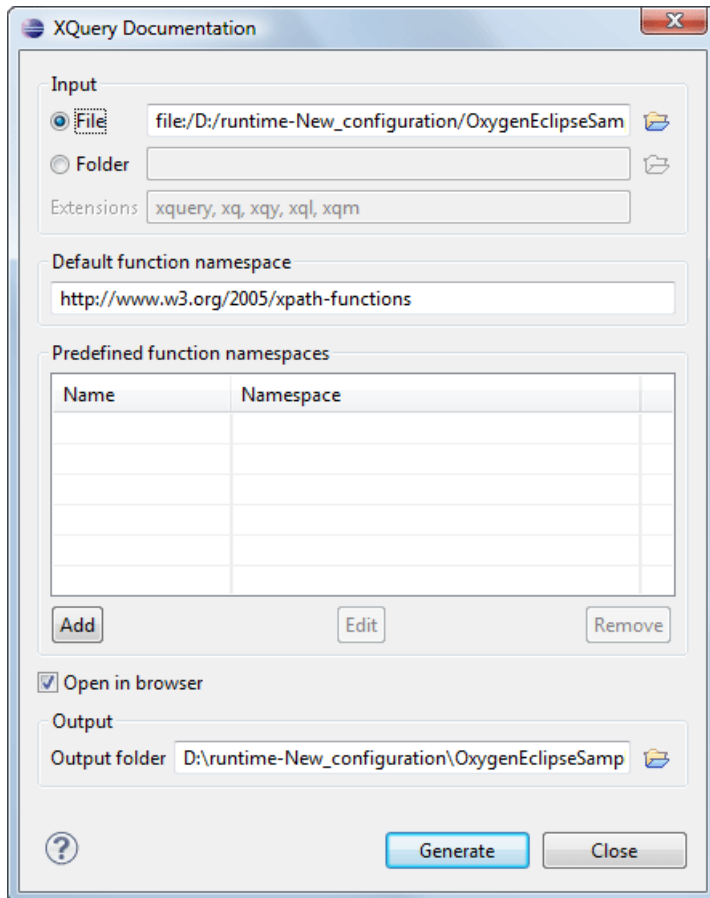 XQuery Documentation
Input
File file:/D:/runtime-New_configuration/OxygenEclipseSam
Folder
Extensions xquery, xq, xqy, xql, xqm
Default function namespace
http://www.w3.org/2005/xpath-functions
Predefined function namespaces
Name Namespace
Add Edit Remove
Open in browser
Output
Output folder D:\runtime-New_configuration\OxygenEclipseSamp
? Generate Close